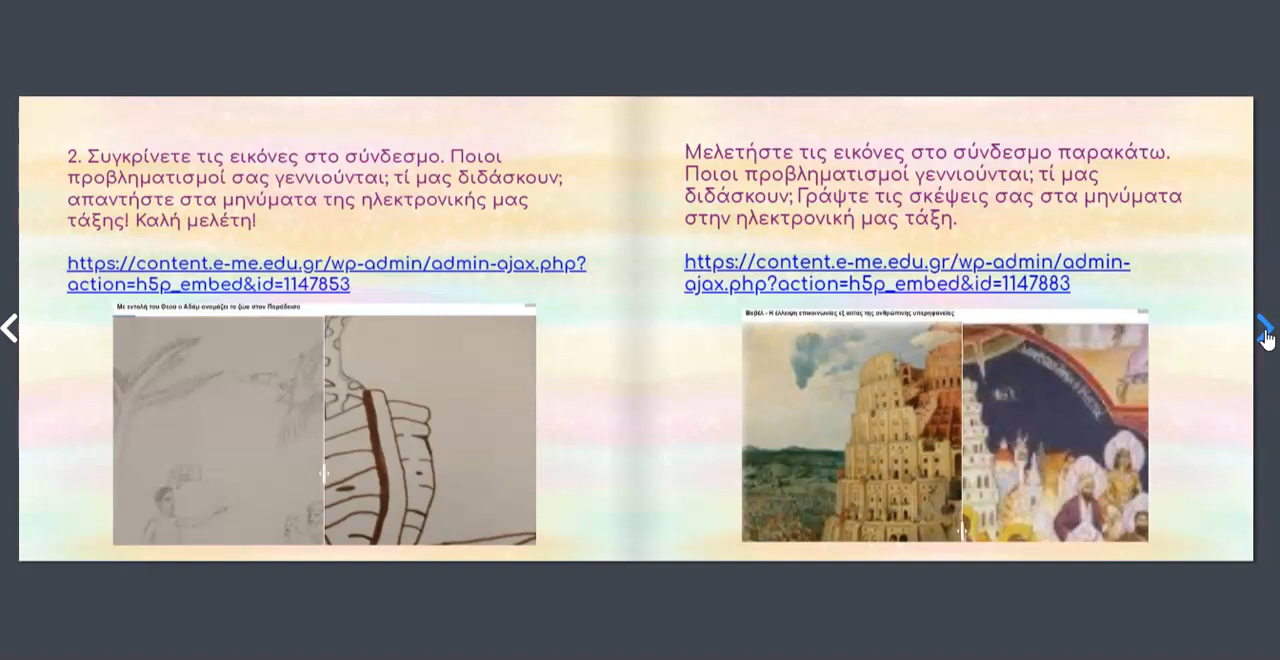 2. Συγκρίνετε τις εικόνες στο σύνδεσμο. Ποιοι
προβληματισμοί σας γεννιούνται; τί μας διδάσκουν;
απαντήστε στα μηνύματα της ηλεκτρονικής μας
τάξης! Καλή μελέτη!
https://content.e-me.edu.gr/wp-admin/admin-ajax.php?
action=h5p_embed&id=1147853
Με εντολή του Θεού ο Αδάμ ονομάζει τα ζώα στον Παράδεισο
Μελετήστε τις εικόνες στο σύνδεσμο παρακάτω.
Ποιοι προβληματισμοί γεννιούνται; τί μας
διδάσκουν; Γράψτε τις σκέψεις σας στα μηνύματα
στην ηλεκτρονική μας τάξη.
https://content.e-me.edu.gr/wp-admin/admin-
ajax.php?action=h5p_embed&id=1147883
Βαβέλ - Η έλλειψη επικοινωνίας εξ αιτίας της ανθρώπινης υπερηφανείας